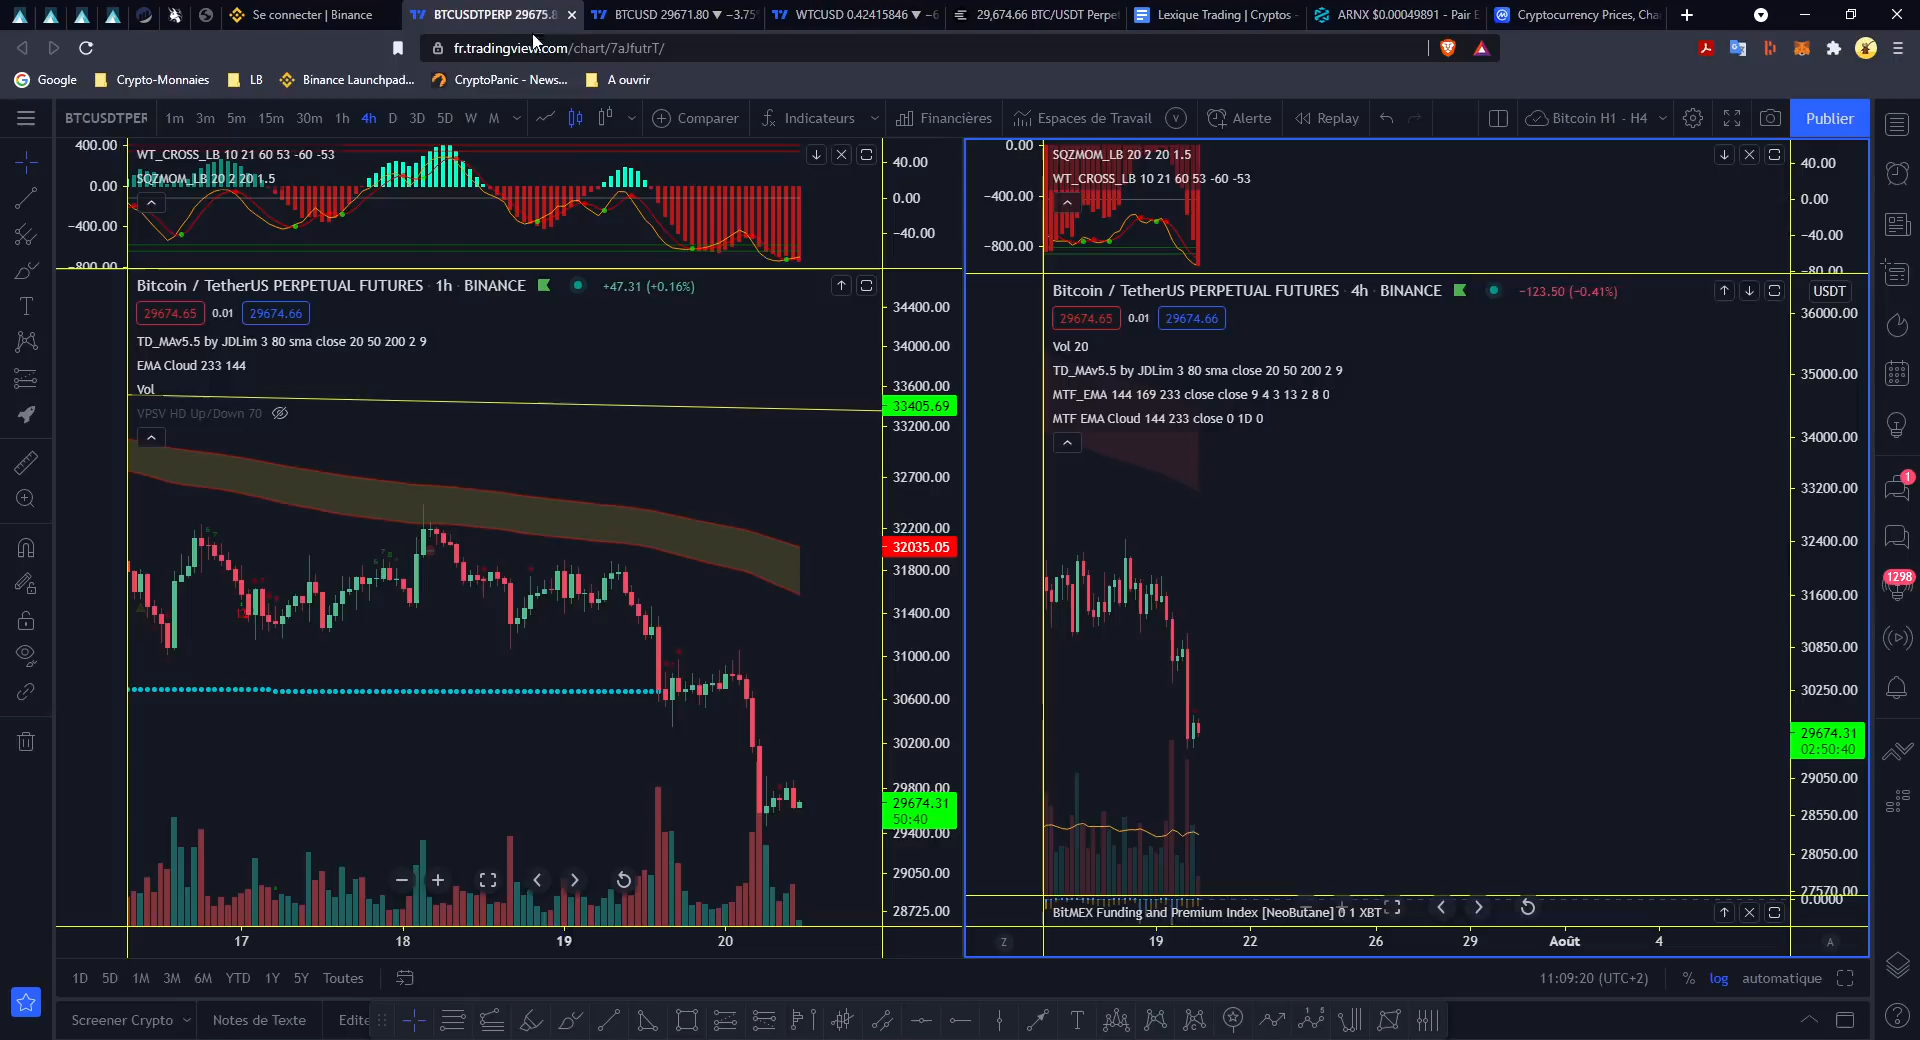 Se connecter | Binance
BTCUSDTPERP 29675.8
BTCUSD 29671.80 ▼ −3.75
WTCUSD 0.42415846 ▼ −6
29,674.66 BTC/USDT Perpe
Lexique Trading | Cryptos -
ARNX $0.00049891 - Pair E
Cryptocurrency Prices, Cha
fr.tradingview.com/chart/7aJfutrT/
Google
Crypto-Monnaies
LB
Binance Launchpad...
CryptoPanic - News...
A ouvrir
BTCUSDTPER
1m 3m 5m 15m 30m 1h 4h D 3D 5D W M
Comparer
Indicateurs
Financières
Espaces de Travail
Alerte
Replay
Bitcoin H1 - H4
Publier
400.00
0.00
−400.00
−800.00
WT_CROSS_LB 10 21 60 53 -60 -53
SQZMOM_LB 20 2 20 1.5
40.00
0.00
−40.00
Bitcoin / TetherUS PERPETUAL FUTURES · 1h · BINANCE
+47.31 (+0.16%)
29674.65 0.01 29674.66
TD_MAv5.5 by JDLim 3 80 sma close 20 50 200 2 9
EMA Cloud 233 144
Vol
VPSV HD Up/Down 70
34400.00
34000.00
33600.00
33405.69
33200.00
32700.00
32200.00
32035.05
31800.00
31400.00
31000.00
30600.00
30200.00
29800.00
29674.31
50:40
29400.00
29050.00
28725.00
17 18 19 20
0.00
−400.00
−800.00
SQZMOM_LB 20 2 20 1.5
WT_CROSS_LB 10 21 60 53 -60 -53
40.00
0.00
−40.00
−80.00
Bitcoin / TetherUS PERPETUAL FUTURES · 4h · BINANCE
−123.50 (−0.41%)
USDT
29674.65 0.01 29674.66
Vol 20
TD_MAv5.5 by JDLim 3 80 sma close 20 50 200 2 9
MTF_EMA 144 169 233 close close 9 4 3 13 2 8 0
MTF EMA Cloud 144 233 close 0 1D 0
36000.00
35000.00
34000.00
33200.00
32400.00
31600.00
30850.00
30250.00
29674.31
02:50:40
29050.00
28550.00
28050.00
27570.00
0.0000
BitMEX Funding and Premium Index [NeoButane] 0 1 XBT
Z
19 22 26 29 Août 4
A
1
1298
1D 5D 1M 3M 6M YTD 1Y 5Y Toutes
11:09:20 (UTC+2)
%
log
automatique
Screener Crypto
Notes de Texte
Edite